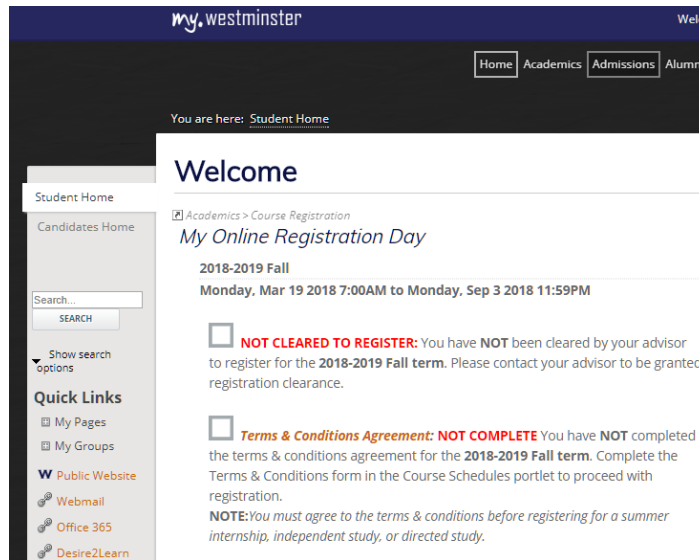 my.westminster
Wel
Home Academics Admissions Alumn
You are here: Student Home
Welcome
Student Home
Candidates Home
Academics > Course Registration
My Online Registration Day
2018-2019 Fall
Monday, Mar 19 2018 7:00AM to Monday, Sep 3 2018 11:59PM
Search...
SEARCH
Show search
options
NOT CLEARED TO REGISTER: You have NOT been cleared by your advisor
to register for the 2018-2019 Fall term. Please contact your advisor to be granted
registration clearance.
Quick Links
My Pages
My Groups
W Public Website
Webmail
Office 365
Desire2Learn
Terms & Conditions Agreement: NOT COMPLETE You have NOT completed
the terms & conditions agreement for the 2018-2019 Fall term. Complete the
Terms & Conditions form in the Course Schedules portlet to proceed with
registration.
NOTE:You must agree to the terms & conditions before registering for a summer
internship, independent study, or directed study.